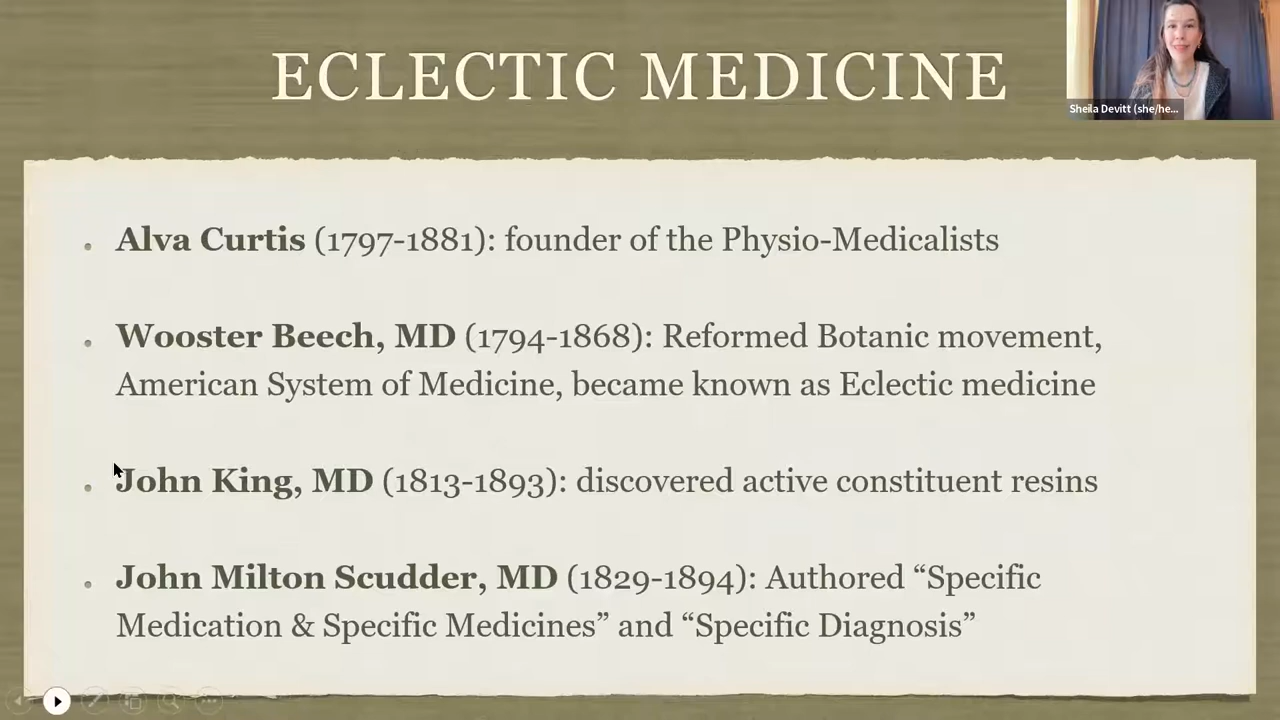 ECLECTIC MEDICINE
Sheila Devitt (she/he...
Alva Curtis (1797-1881): founder of the Physio-Medicalists
Wooster Beech, MD (1794-1868): Reformed Botanic movement,
American System of Medicine, became known as Eclectic medicine
John King, MD (1813-1893): discovered active constituent resins
John Milton Scudder, MD (1829-1894): Authored “Specific
Medication & Specific Medicines” and “Specific Diagnosis”